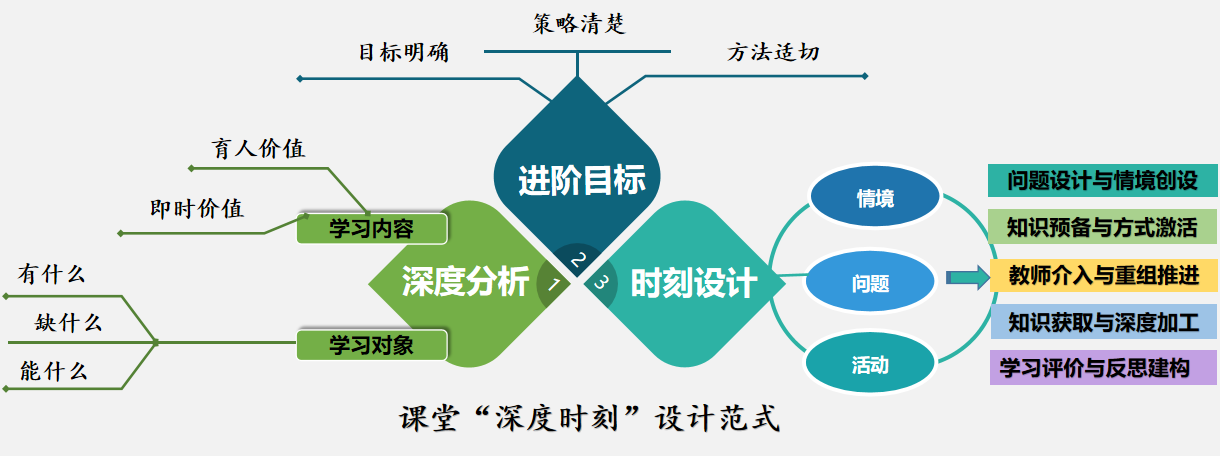 策略清楚
目标明确
方法适切
进阶目标
2
育人价值
即时价值
学习内容
深度分析
1
有什么
缺什么
能什么
学习对象
3
时刻设计
情境
问题
活动
问题设计与情境创设
知识预备与方式激活
教师介入与重组推进
知识获取与深度加工
学习评价与反思建构
课堂“深度时刻”设计范式